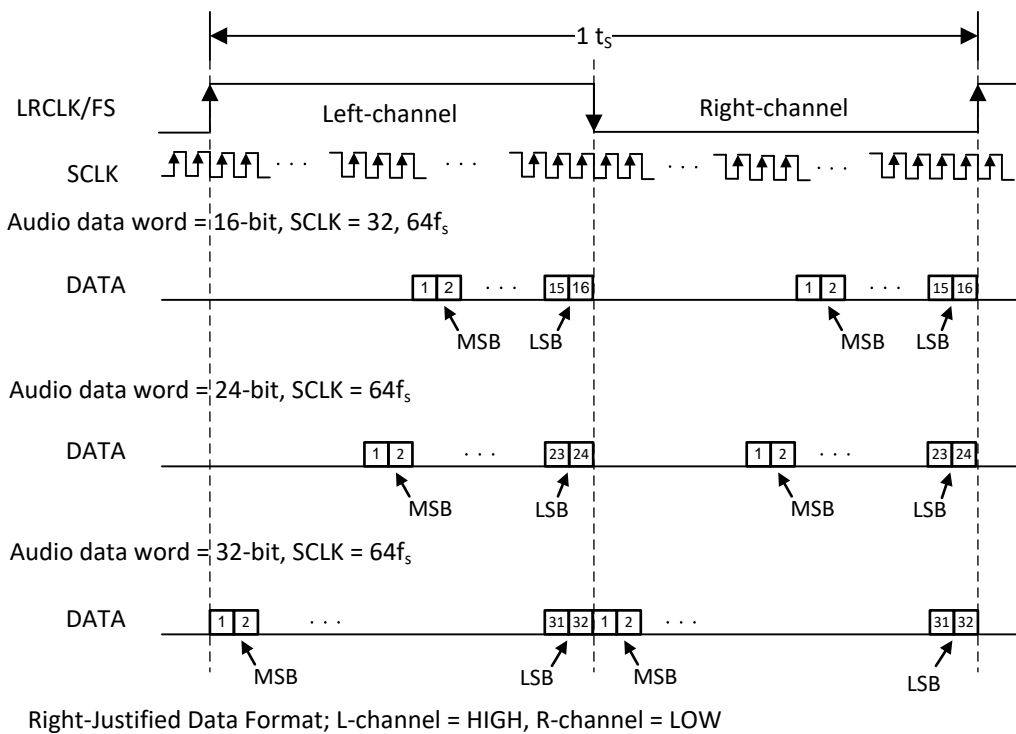 1 tS
LRCLK/FS
Left-channel
Right-channel
SCLK
. . .
. . .
. . .
. . .
. . .
Audio data word = 16-bit, SCLK = 32, 64fs
DATA
1 2 . . . 15 16 1 2 . . . 15 16
MSB LSB MSB LSB
Audio data word = 24-bit, SCLK = 64fs
DATA
1 2 . . . 23 24 1 2 . . . 23 24
MSB LSB MSB LSB
Audio data word = 32-bit, SCLK = 64fs
DATA
1 2 . . . 31 32 1 2 . . . 31 32
MSB LSB MSB LSB
Right-Justified Data Format; L-channel = HIGH, R-channel = LOW